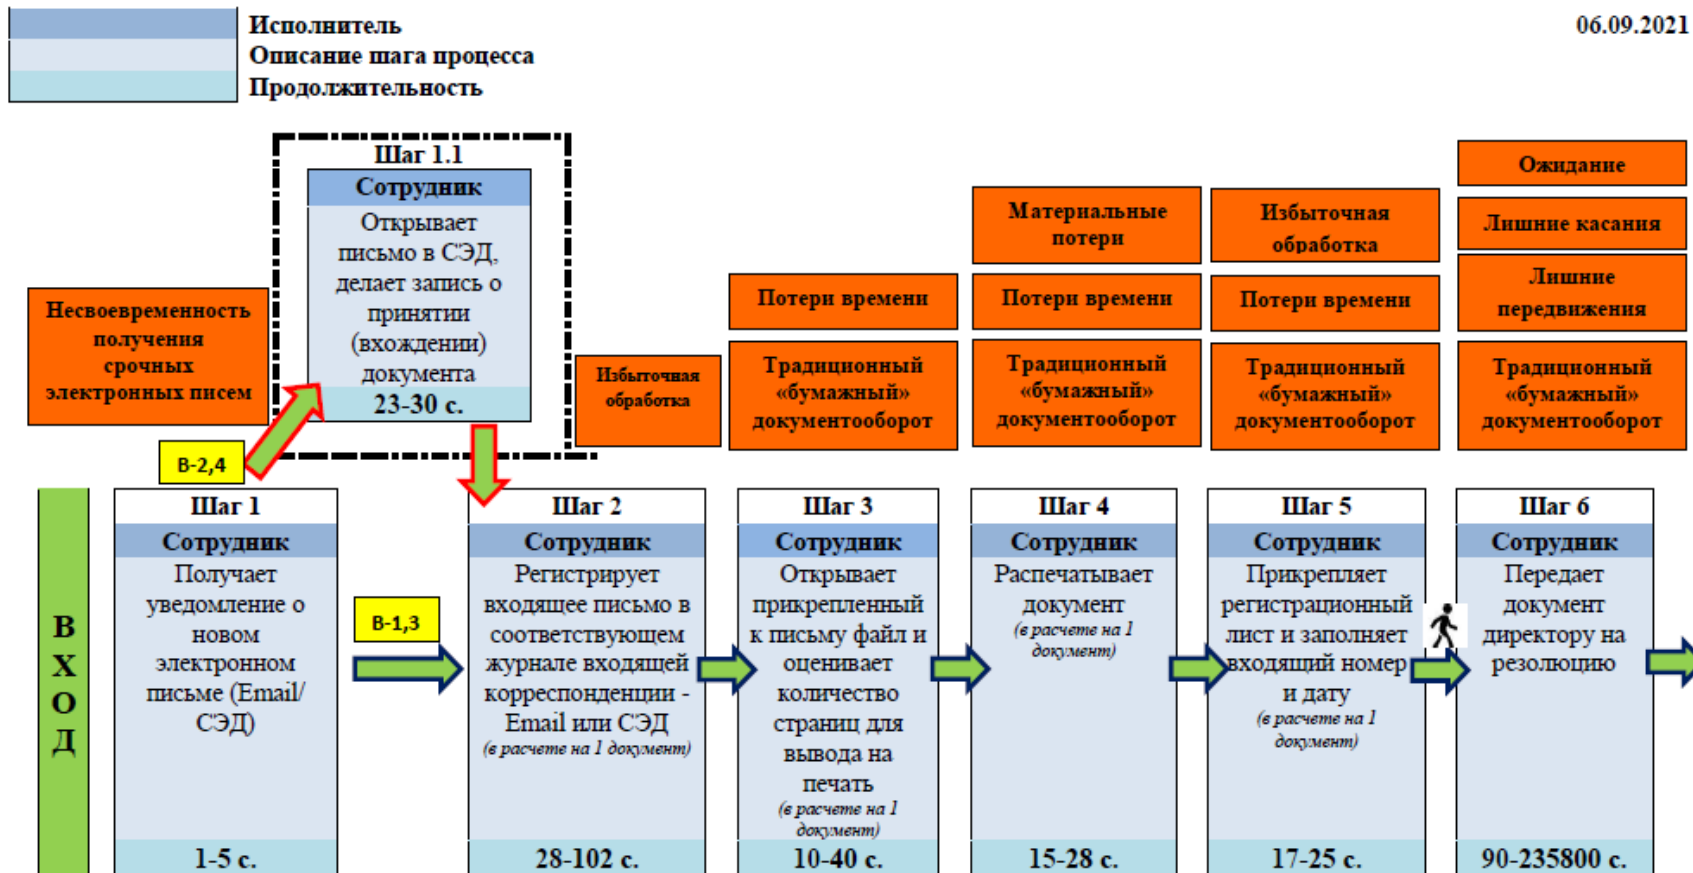 Исполнитель
Описание шага процесса
Продолжительность
06.09.2021
Несвоевременность
получения
срочных
электронных писем
Шаг 1.1
Сотрудник
Открывает
письмо в СЭД,
делает запись о
принятии
(вхождении)
документа
23-30 с.
Избыточная
обработка
Потери времени
Традиционный
«бумажный»
документооборот
Материальные
потери
Потери времени
Традиционный
«бумажный»
документооборот
Избыточная
обработка
Потери времени
Традиционный
«бумажный»
документооборот
Ожидание
Лишние касания
Лишние
передвижения
Традиционный
«бумажный»
документооборот
В-2,4
В
Х
О
Д
Шаг 1
Сотрудник
Получает
уведомление о
новом
электронном
письме (Email/
СЭД)
1-5 с.
В-1,3
Шаг 2
Сотрудник
Регистрирует
входящее письмо в
соответствующем
журнале входящей
корреспонденции -
Email или СЭД
(в расчете на 1 документ)
28-102 с.
Шаг 3
Сотрудник
Открывает
прикрепленный
к письму файл и
оценивает
количество
страниц для
вывода на
печать
(в расчете на 1
документ)
10-40 с.
Шаг 4
Сотрудник
Распечатывает
документ
(в расчете на 1
документ)
15-28 с.
Шаг 5
Сотрудник
Прикрепляет
регистрационный
лист и заполняет
входящий номер
и дату
(в расчете на 1
документ)
17-25 с.
Шаг 6
Сотрудник
Передает
документ
директору на
резолюцию
90-235800 с.